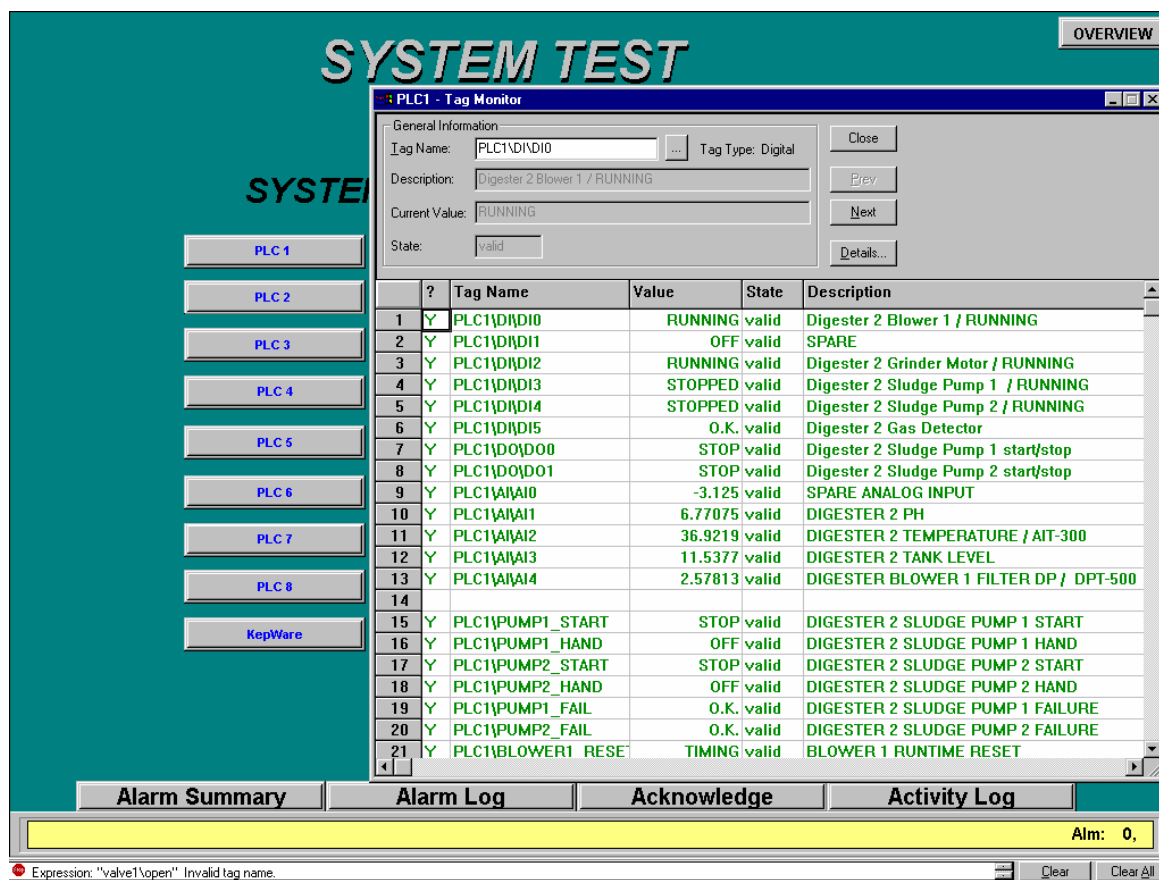 OVERVIEW
SYSTEM TEST
PLC1 - Tag Monitor
General Information
Tag Name: PLC1\DI\DI0 ... Tag Type: Digital Close
Description: Digester 2 Blower 1 / RUNNING Prev
Current Value: RUNNING Next
State: valid Details...
SYSTE
PLC 1
PLC 2
PLC 3
PLC 4
PLC 5
PLC 6
PLC 7
PLC 8
KepWare
? Tag Name Value State Description
1 Y PLC1\DI\DI0 RUNNING valid Digester 2 Blower 1 / RUNNING
2 Y PLC1\DI\DI1 OFF valid SPARE
3 Y PLC1\DI\DI2 RUNNING valid Digester 2 Grinder Motor / RUNNING
4 Y PLC1\DI\DI3 STOPPED valid Digester 2 Sludge Pump 1 / RUNNING
5 Y PLC1\DI\DI4 STOPPED valid Digester 2 Sludge Pump 2 / RUNNING
6 Y PLC1\DI\DI5 O.K. valid Digester 2 Gas Detector
7 Y PLC1\DO\DO0 STOP valid Digester 2 Sludge Pump 1 start/stop
8 Y PLC1\DO\DO1 STOP valid Digester 2 Sludge Pump 2 start/stop
9 Y PLC1\AI\AI0 -3.125 valid SPARE ANALOG INPUT
10 Y PLC1\AI\AI1 6.77075 valid DIGESTER 2 PH
11 Y PLC1\AI\AI2 36.9219 valid DIGESTER 2 TEMPERATURE / AIT-300
12 Y PLC1\AI\AI3 11.5377 valid DIGESTER 2 TANK LEVEL
13 Y PLC1\AI\AI4 2.57813 valid DIGESTER BLOWER 1 FILTER DP / DPT-500
14
15 Y PLC1\PUMP1_START STOP valid DIGESTER 2 SLUDGE PUMP 1 START
16 Y PLC1\PUMP1_HAND OFF valid DIGESTER 2 SLUDGE PUMP 1 HAND
17 Y PLC1\PUMP2_START STOP valid DIGESTER 2 SLUDGE PUMP 2 START
18 Y PLC1\PUMP2_HAND OFF valid DIGESTER 2 SLUDGE PUMP 2 HAND
19 Y PLC1\PUMP1_FAIL O.K. valid DIGESTER 2 SLUDGE PUMP 1 FAILURE
20 Y PLC1\PUMP2_FAIL O.K. valid DIGESTER 2 SLUDGE PUMP 2 FAILURE
21 Y PLC1\BLOWER1_RESET TIMING valid BLOWER 1 RUNTIME RESET
Alarm Summary Alarm Log Acknowledge Activity Log
Alm: 0,
Expression: "valve1\open" Invalid tag name. Clear Clear All